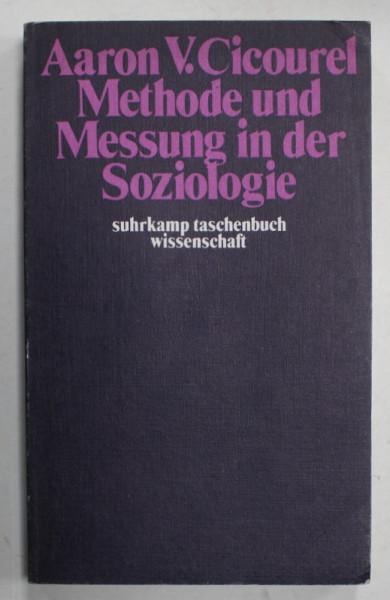 Aaron V. Cicourel
Methode und
Messung in der
Soziologie
suhrkamp taschenbuch
wissenschaft